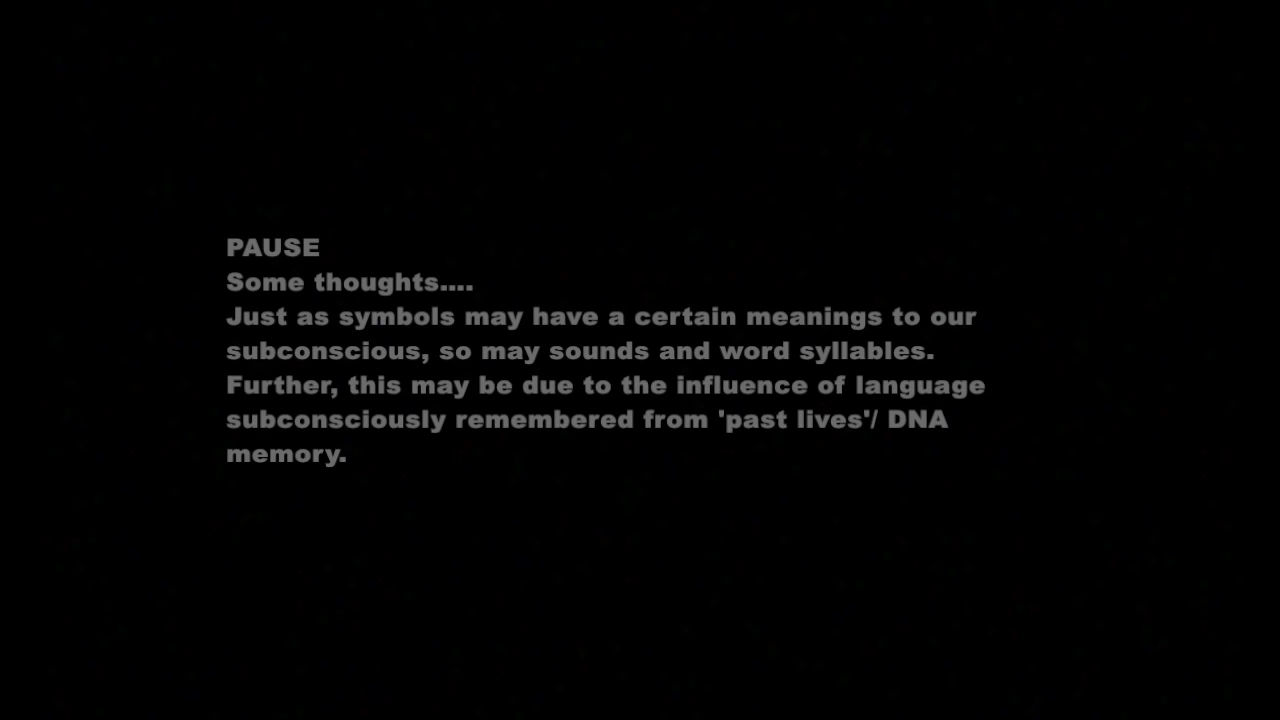 PAUSE
Some thoughts....
Just as symbols may have a certain meanings to our
subconscious, so may sounds and word syllables.
Further, this may be due to the influence of language
subconsciously remembered from 'past lives'/ DNA
memory.